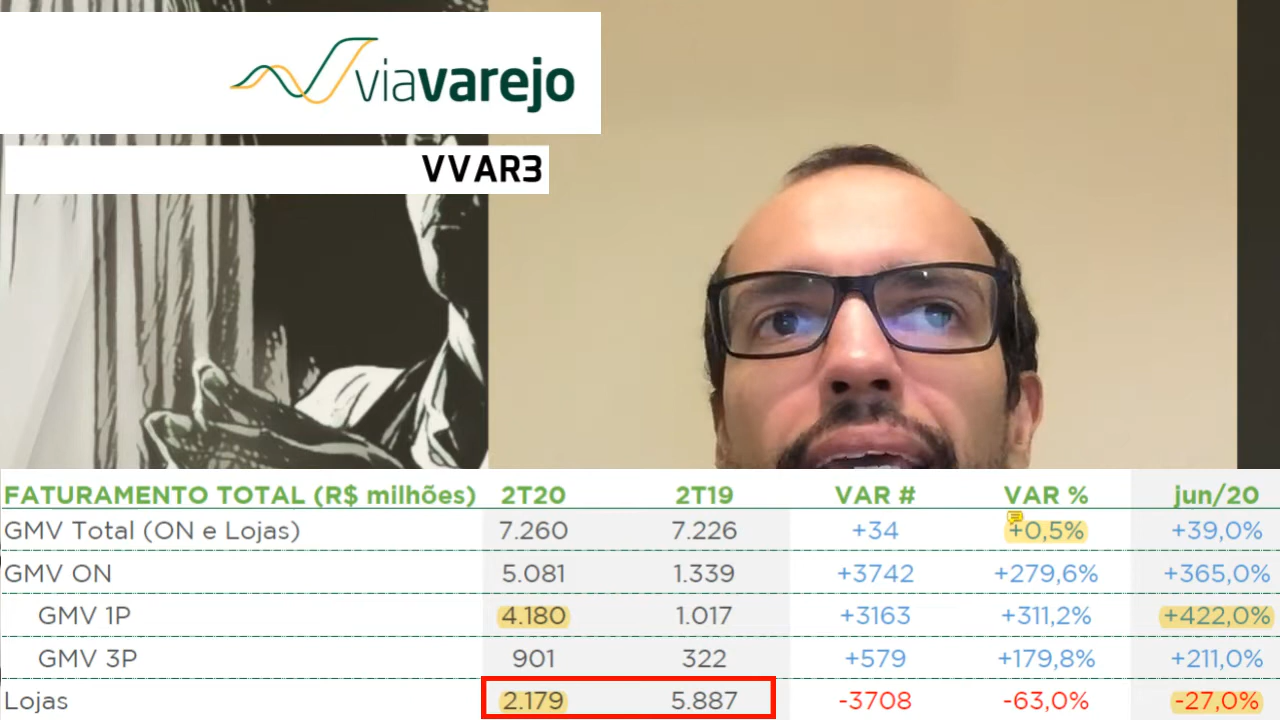 viavarejo
VVAR3
FATURAMENTO TOTAL (R$ milhões) 2T20 2T19 VAR # VAR % jun/20
GMV Total (ON e Lojas) 7.260 7.226 +34 +0,5% +39,0%
GMV ON 5.081 1.339 +3742 +279,6% +365,0%
GMV 1P 4.180 1.017 +3163 +311,2% +422,0%
GMV 3P 901 322 +579 +179,8% +211,0%
Lojas 2.179 5.887 -3708 -63,0% -27,0%